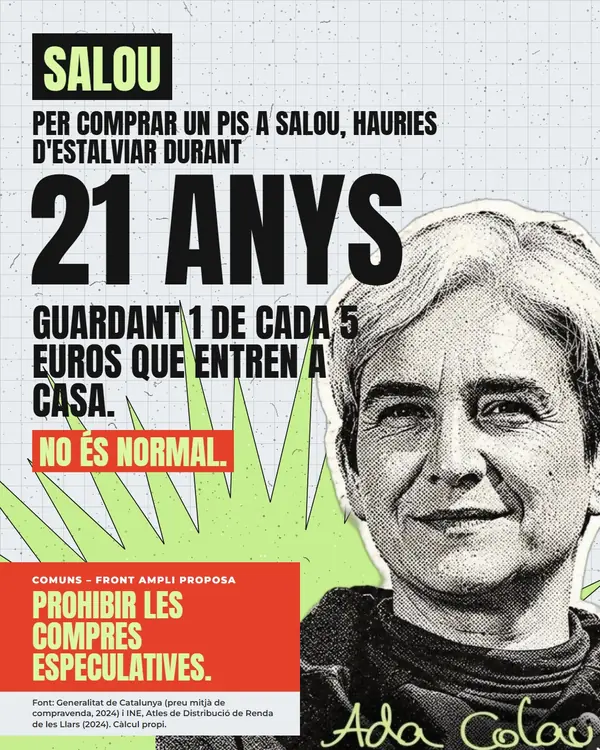 SALOU
PER COMPRAR UN PIS A SALOU, HAURIES
D'ESTALVIAR DURANT
21 ANYS
GUARDANT 1 DE CADA 5
EUROS QUE ENTREN A
CASA.
NO ÉS NORMAL.
COMUNS – FRONT AMPLI PROPOSA
PROHIBIR LES
COMPRES
ESPECULATIVES.
Font: Generalitat de Catalunya (preu mitjà de
compravenda, 2024) i INE, Atles de Distribució de Renda
de les Llars (2024). Càlcul propi.
Ada Colau